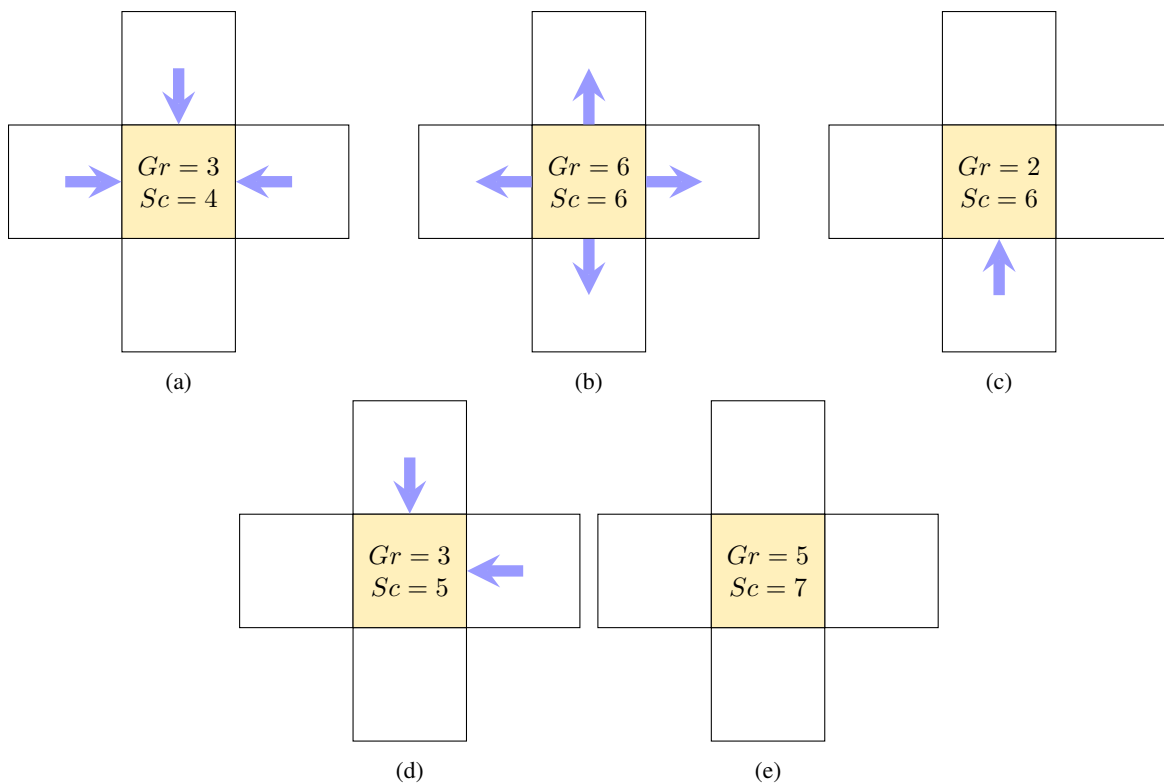 Gr = 3
Sc = 4
Gr = 6
Sc = 6
Gr = 2
Sc = 6
(a)
(b)
(c)
Gr = 3
Sc = 5
Gr = 5
Sc = 7
(d)
(e)